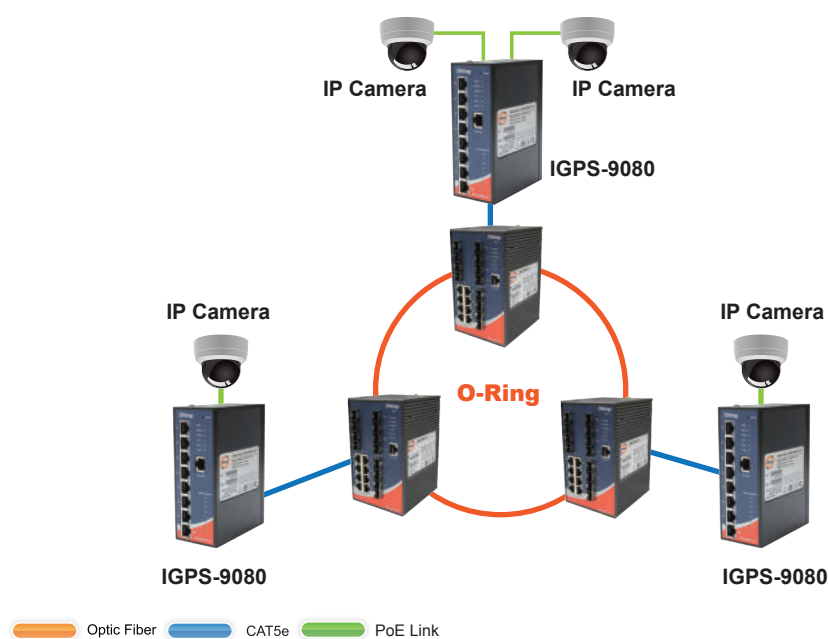 IP Camera
IP Camera
IGPS-9080
IP Camera
IP Camera
O-Ring
IGPS-9080
IGPS-9080
Optic Fiber
CAT5e
PoE Link